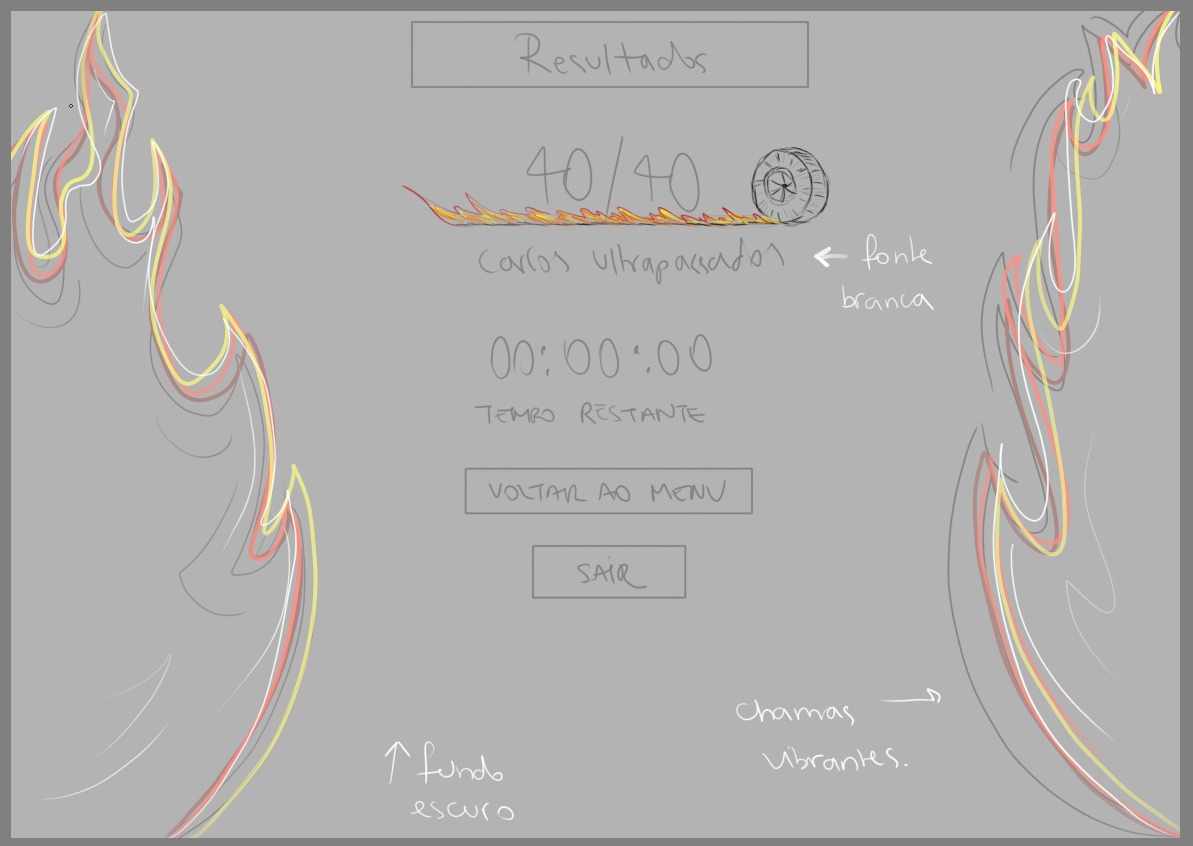 Resultados
40/40
Carros ultrapassados
← fonte
branca
00:00:00
TEMPO RESTANTE
VOLTAR AO MENU
SAIR
chamas →
vibrantes.
↑ fundo
escuro